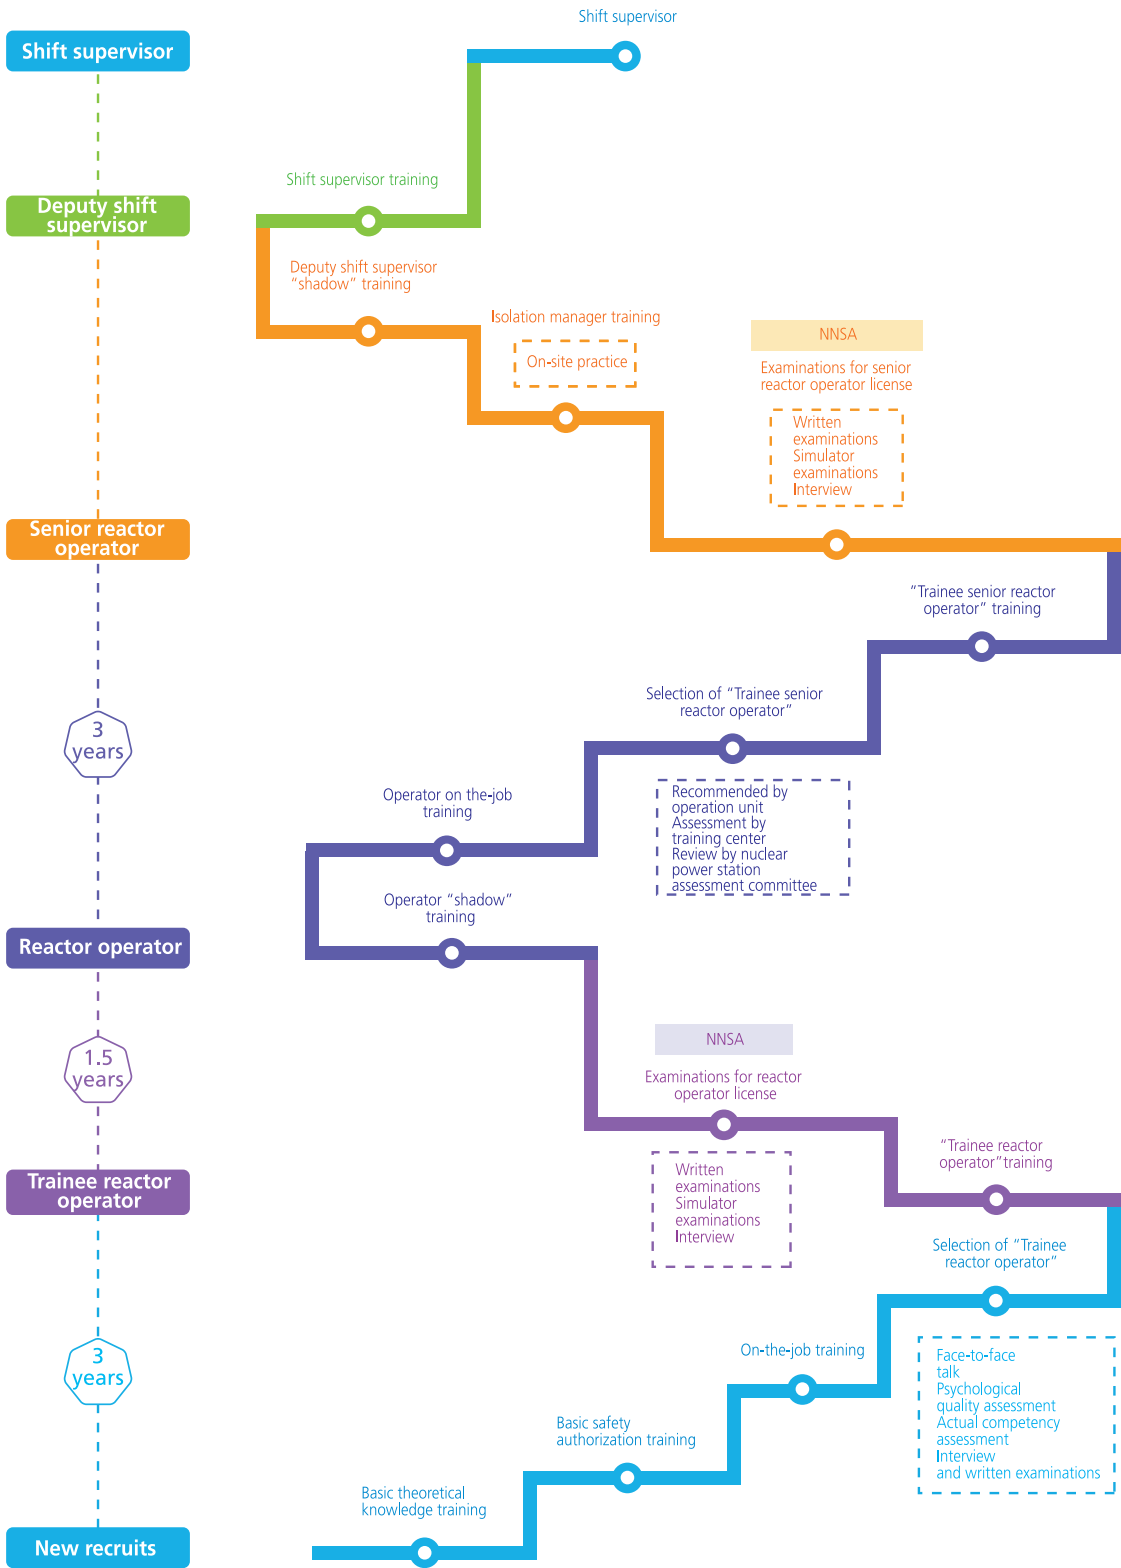 Shift supervisor
Shift supervisor
Shift supervisor training
Deputy shift
supervisor
Deputy shift supervisor
“shadow” training
Isolation manager training
On-site practice
NNSA
Examinations for senior
reactor operator license
Written
examinations
Simulator
examinations
Interview
Senior reactor
operator
“Trainee senior reactor
operator” training
Selection of “Trainee senior
reactor operator“
3
years
Recommended by
operation unit
Assessment by
training center
Review by nuclear
power station
assessment committee
Operator on the-job
training
Operator “shadow”
training
Reactor operator
NNSA
1.5
years
Examinations for reactor
operator license
Written
examinations
Simulator
examinations
Interview
“Trainee reactor
operator”training
Trainee reactor
operator
Selection of “Trainee
reactor operator”
Face-to-face
talk
Psychological
quality assessment
Actual competency
assessment
Interview
and written examinations
3
years
On-the-job training
Basic safety
authorization training
Basic theoretical
knowledge training
New recruits